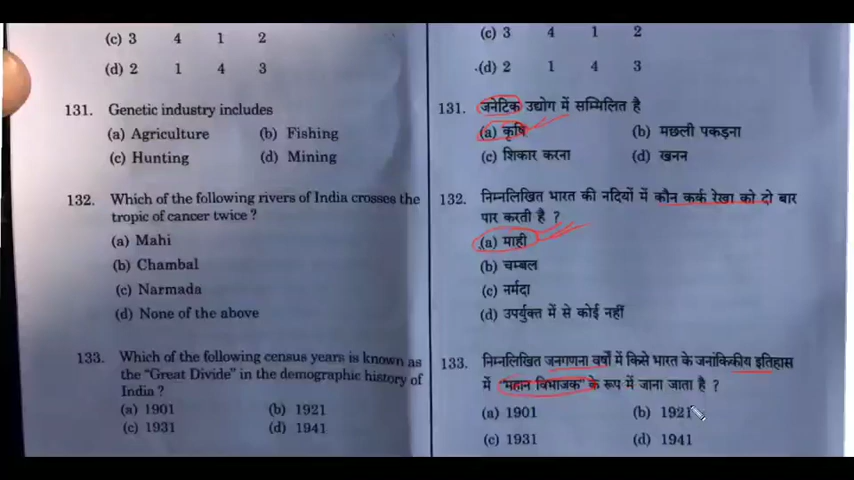 (c) 3 4 1 2
(d) 2 1 4 3
131. Genetic industry includes
(a) Agriculture (b) Fishing
(c) Hunting (d) Mining
132. Which of the following rivers of India crosses the
tropic of cancer twice ?
(a) Mahi
(b) Chambal
(c) Narmada
(d) None of the above
133. Which of the following census years is known as
the "Great Divide" in the demographic history of
India ?
(a) 1901 (b) 1921
(c) 1931 (d) 1941
(c) 3 4 1 2
(d) 2 1 4 3
131. जनेटिक उद्योग में सम्मिलित है
(a) कृषि (b) मछली पकड़ना
(c) शिकार करना (d) खनन
132. निम्नलिखित भारत की नदियों में कौन कर्क रेखा को दो बार
पार करती है ?
(a) माही
(b) चम्बल
(c) नर्मदा
(d) उपर्युक्त में से कोई नहीं
133. निम्नलिखित जनगणना वर्षों में किसे भारत के जनांकिकीय इतिहास
में "महान विभाजक" के रूप में जाना जाता है ?
(a) 1901 (b) 1921
(c) 1931 (d) 1941